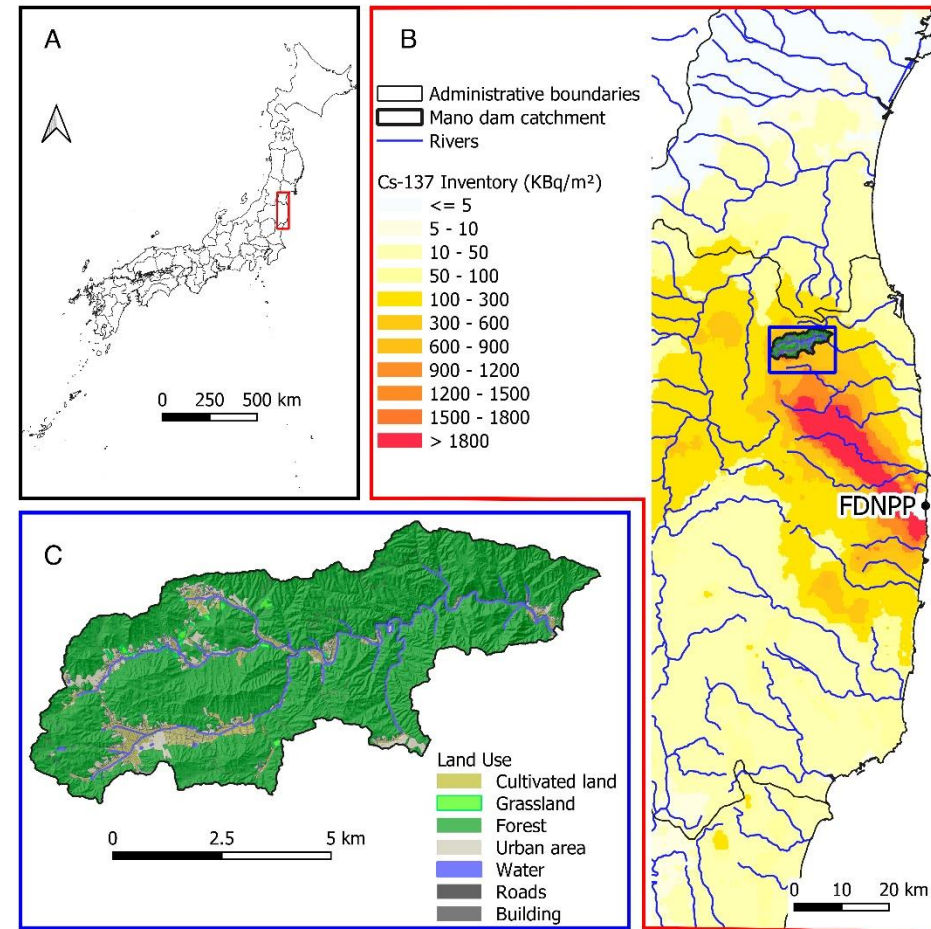 A
0 250 500 km
B
Administrative boundaries
Mano dam catchment
Rivers
Cs-137 Inventory (KBq/m²)
<= 5
5 - 10
10 - 50
50 - 100
100 - 300
300 - 600
600 - 900
900 - 1200
1200 - 1500
1500 - 1800
> 1800
FDNPP
0 10 20 km
C
Land Use
Cultivated land
Grassland
Forest
Urban area
Water
Roads
Building
0 2.5 5 km